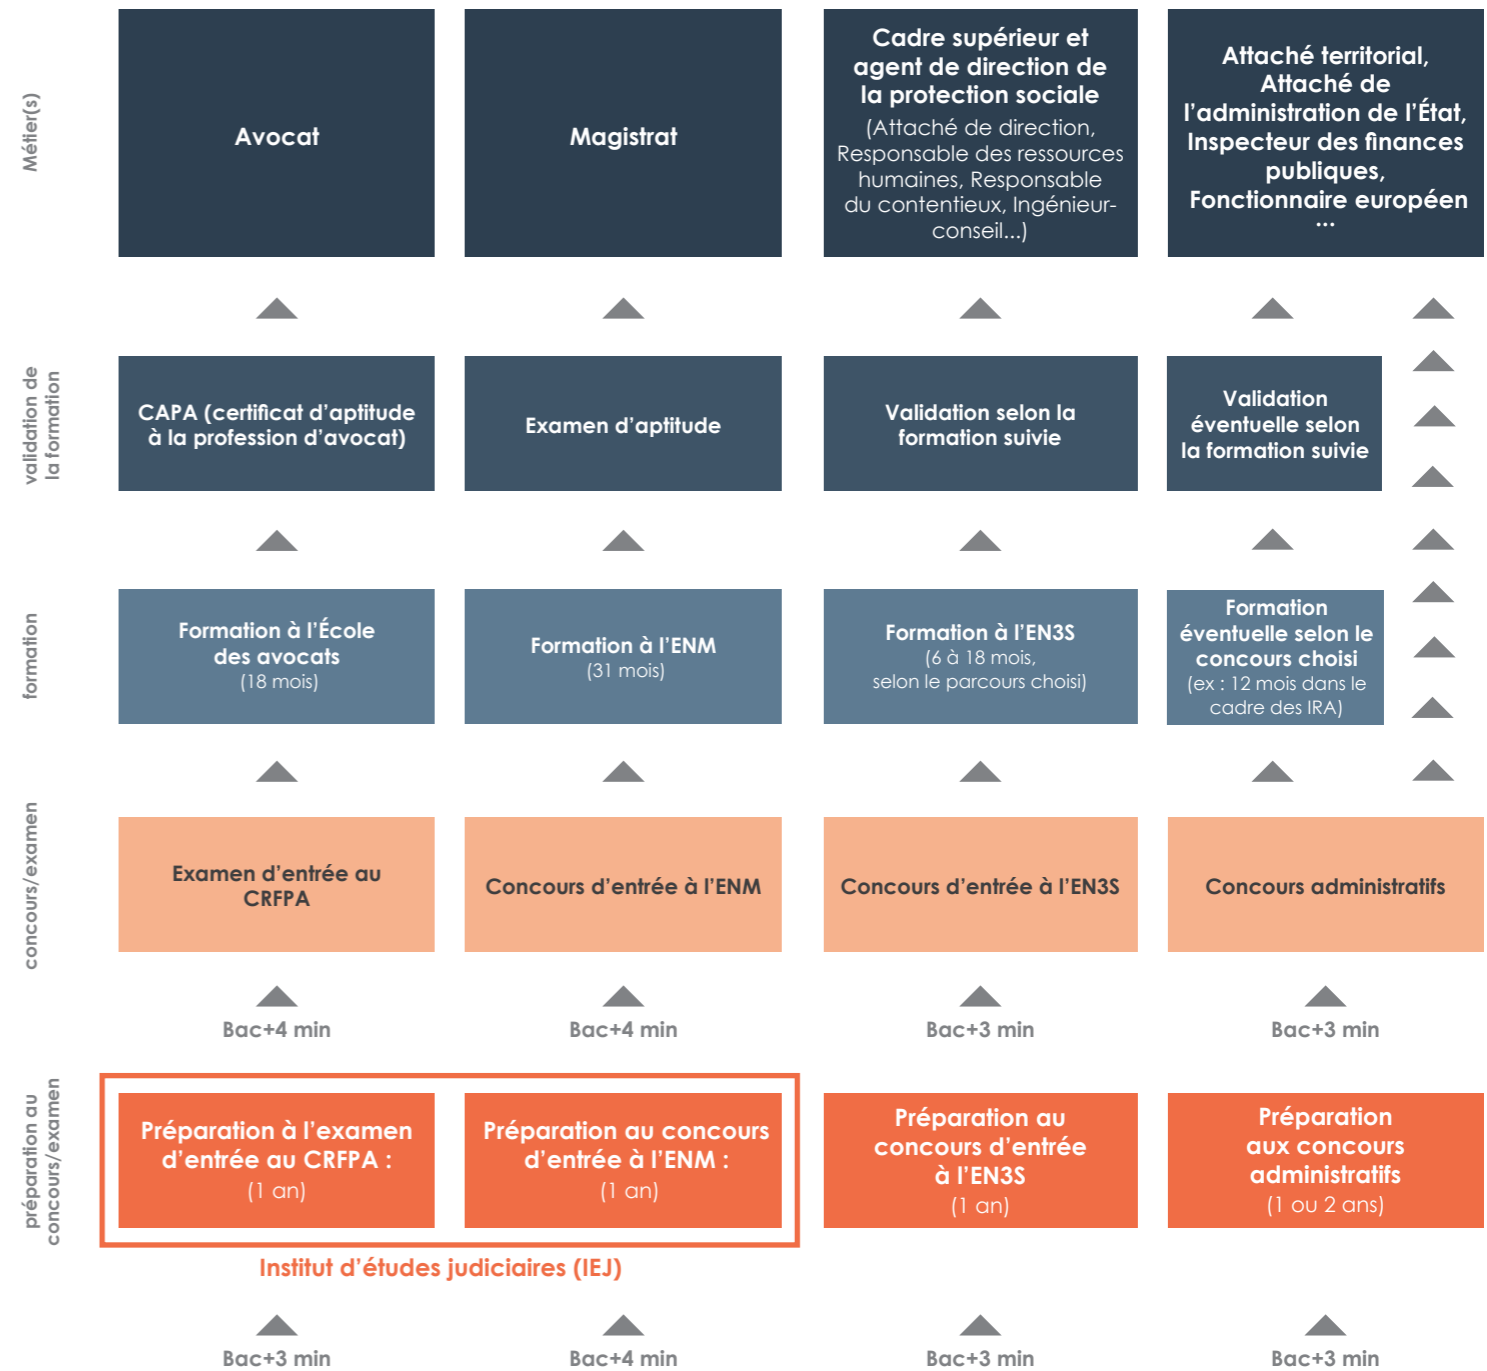 Métier(s)
Avocat
Magistrat
Cadre supérieur et
agent de direction de
la protection sociale
(Attaché de direction,
Responsable des ressources
humaines, Responsable
du contentieux, Ingénieur-
conseil...)
Attaché territorial,
Attaché de
l’administration de l’État,
Inspecteur des finances
publiques,
Fonctionnaire européen
...
validation de
la formation
CAPA (certificat d’aptitude
à la profession d’avocat)
Examen d’aptitude
Validation selon la
formation suivie
Validation
éventuelle selon
la formation suivie
formation
Formation à l’École
des avocats
(18 mois)
Formation à l’ENM
(31 mois)
Formation à l’EN3S
(6 à 18 mois,
selon le parcours choisi)
Formation
éventuelle selon le
concours choisi
(ex : 12 mois dans le
cadre des IRA)
concours/examen
Examen d’entrée au
CRFPA
Concours d’entrée à l’ENM
Concours d’entrée à l’EN3S
Concours administratifs
Bac+4 min
Bac+4 min
Bac+3 min
Bac+3 min
préparation au
concours/examen
Préparation à l’examen
d’entrée au CRFPA :
(1 an)
Préparation au concours
d’entrée à l’ENM :
(1 an)
Préparation au
concours d’entrée
à l’EN3S
(1 an)
Préparation
aux concours
administratifs
(1 ou 2 ans)
Institut d’études judiciaires (IEJ)
Bac+3 min
Bac+4 min
Bac+3 min
Bac+3 min